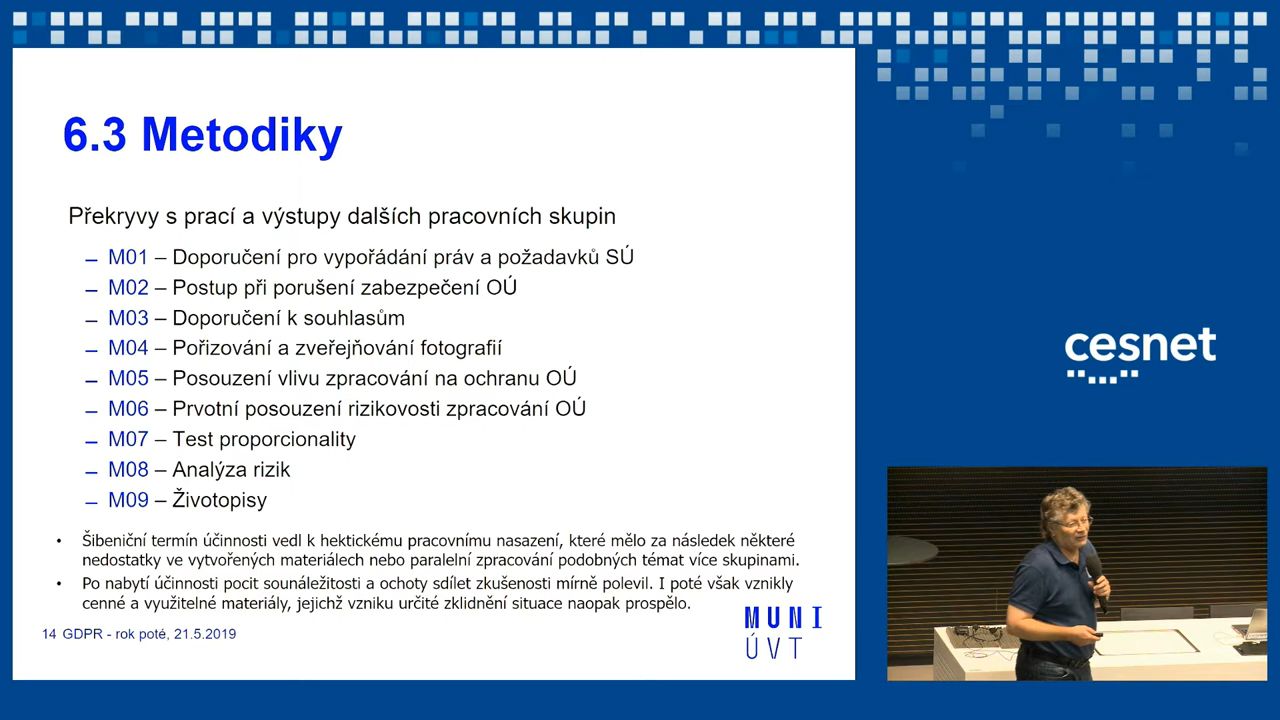 6.3 Metodiky
Překryvy s prací a výstupy dalších pracovních skupin
– M01 – Doporučení pro vypořádání práv a požadavků SÚ
– M02 – Postup při porušení zabezpečení OÚ
– M03 – Doporučení k souhlasům
– M04 – Pořizování a zveřejňování fotografií
– M05 – Posouzení vlivu zpracování na ochranu OÚ
– M06 – Prvotní posouzení rizikovosti zpracování OÚ
– M07 – Test proporcionality
– M08 – Analýza rizik
– M09 – Životopisy
• Šibeniční termín účinnosti vedl k hektickému pracovnímu nasazení, které mělo za následek některé
nedostatky ve vytvořených materiálech nebo paralelní zpracování podobných témat více skupinami.
• Po nabytí účinnosti pocit sounáležitosti a ochoty sdílet zkušenosti mírně polevil. I poté však vznikly
cenné a využitelné materiály, jejichž vzniku určité zklidnění situace naopak prospělo.
14 GDPR - rok poté, 21.5.2019
MUNI
ÚVT
cesnet